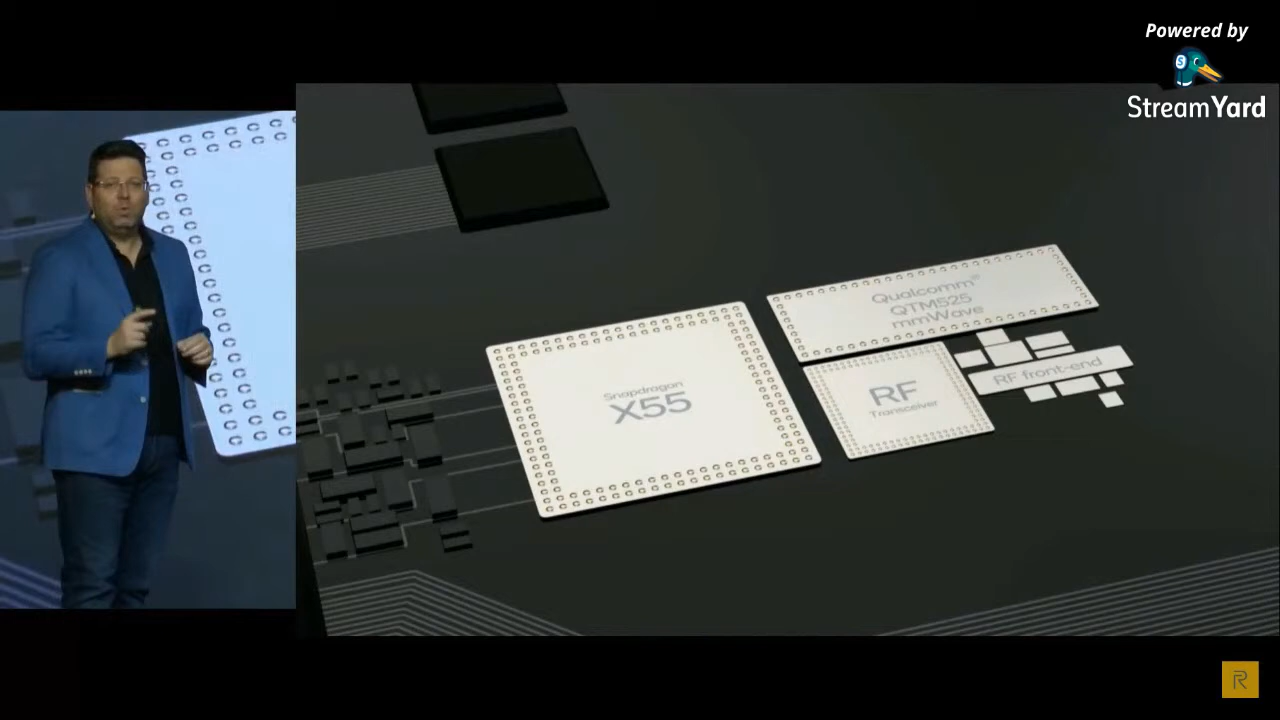 Powered by
StreamYard
S
Qualcomm®
QTM525
mmWave
Snapdragon
X55
RF
Transceiver
RF front-end
R